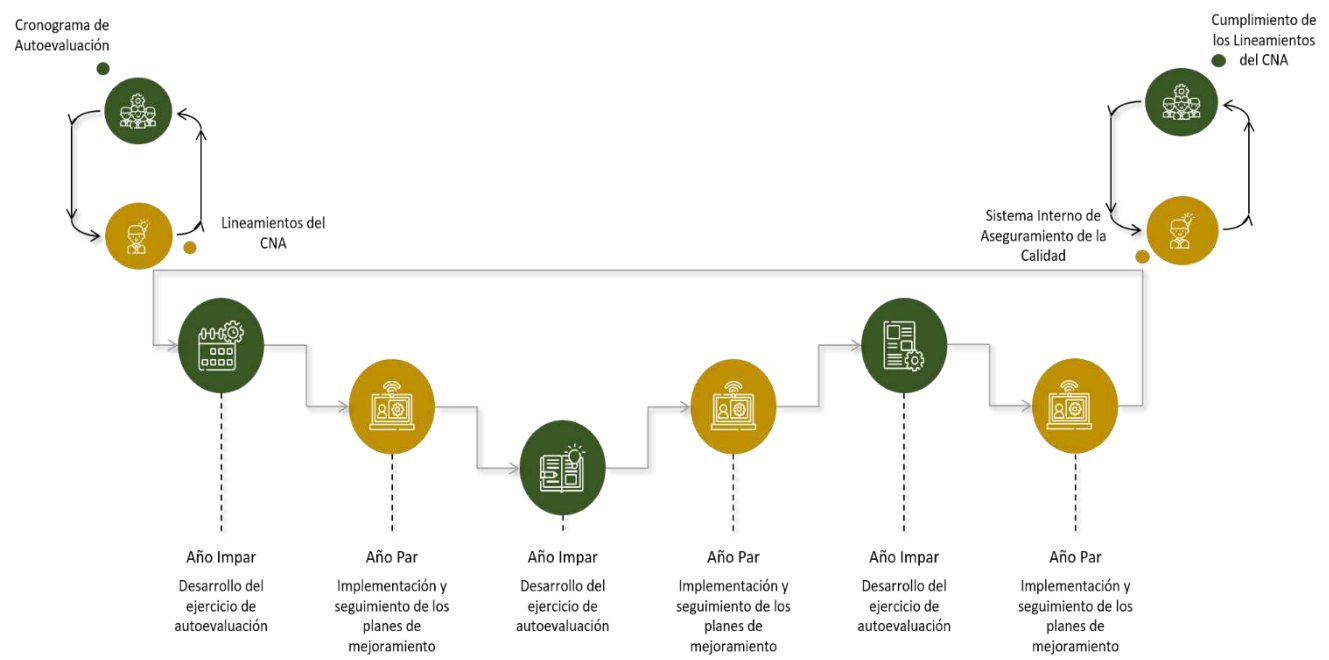 Cronograma de
Autoevaluación
Lineamientos del
CNA
Cumplimiento de
los Lineamientos
del CNA
Sistema Interno de
Aseguramiento de la
Calidad
Año Impar
Desarrollo del
ejercicio de
autoevaluación
Año Par
Implementación y
seguimiento de los
planes de
mejoramiento
Año Impar
Desarrollo del
ejercicio de
autoevaluación
Año Par
Implementación y
seguimiento de los
planes de
mejoramiento
Año Impar
Desarrollo del
ejercicio de
autoevaluación
Año Par
Implementación y
seguimiento de los
planes de
mejoramiento